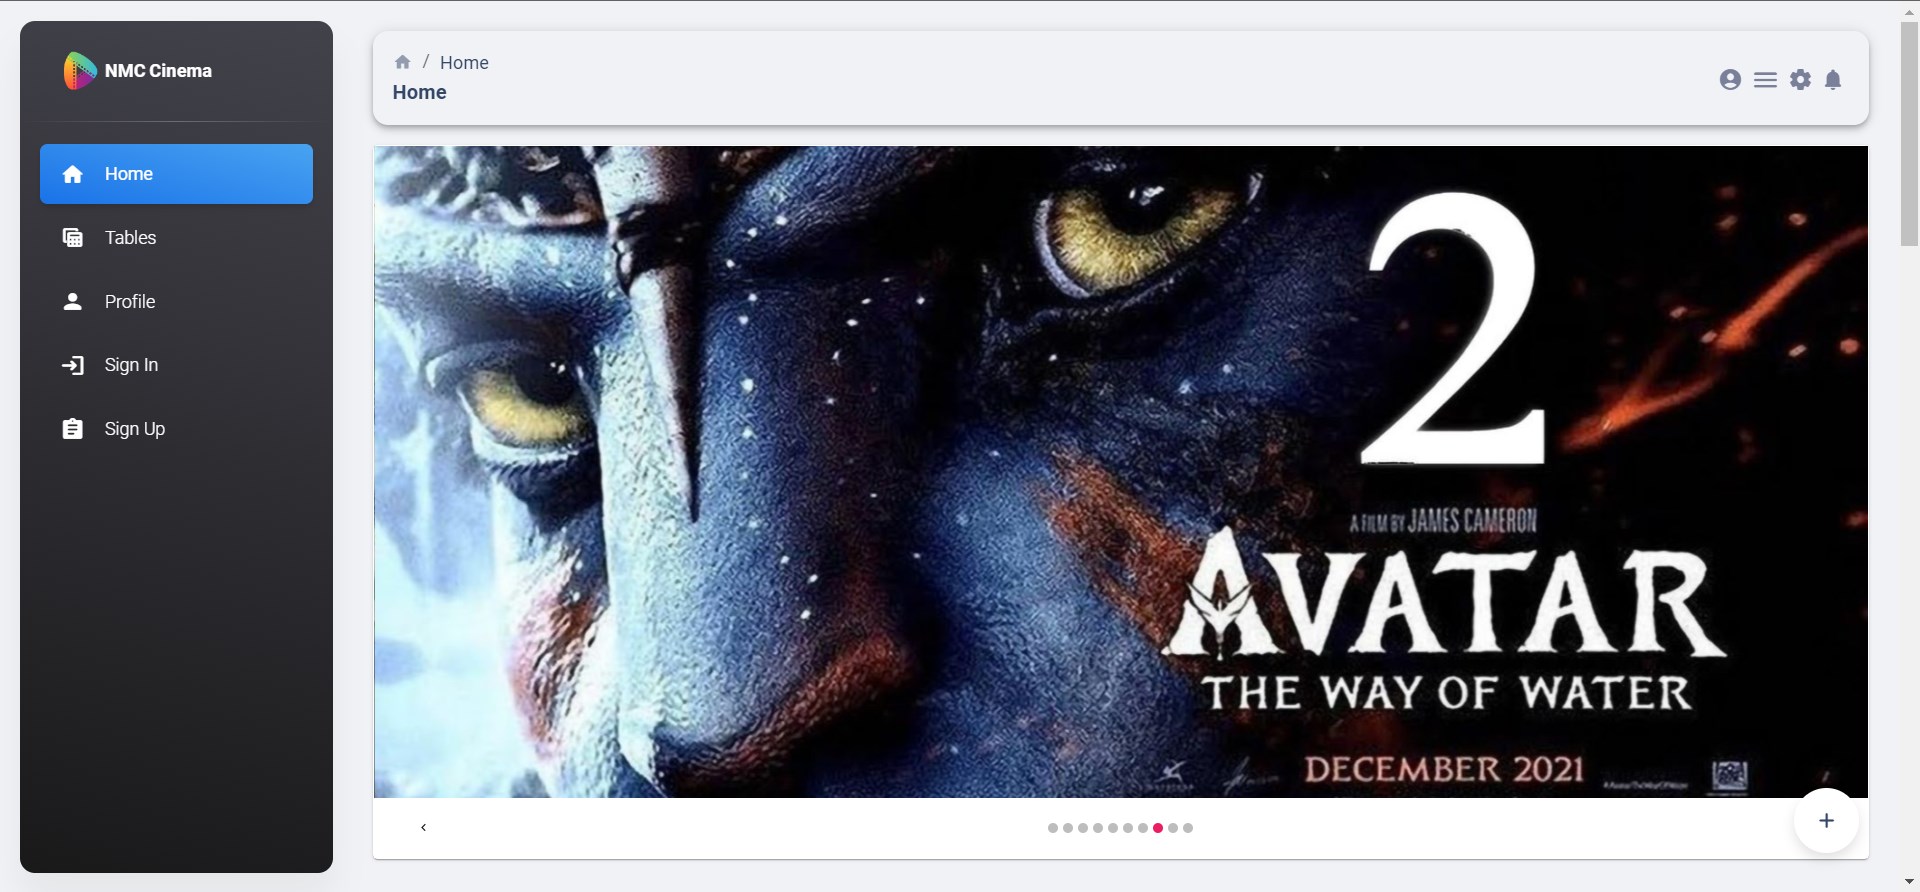 NMC Cinema
Home
Tables
Profile
Sign In
Sign Up
/ Home
Home
2
A FILM BY JAMES CAMERON
AVATAR
THE WAY OF WATER
DECEMBER 2021